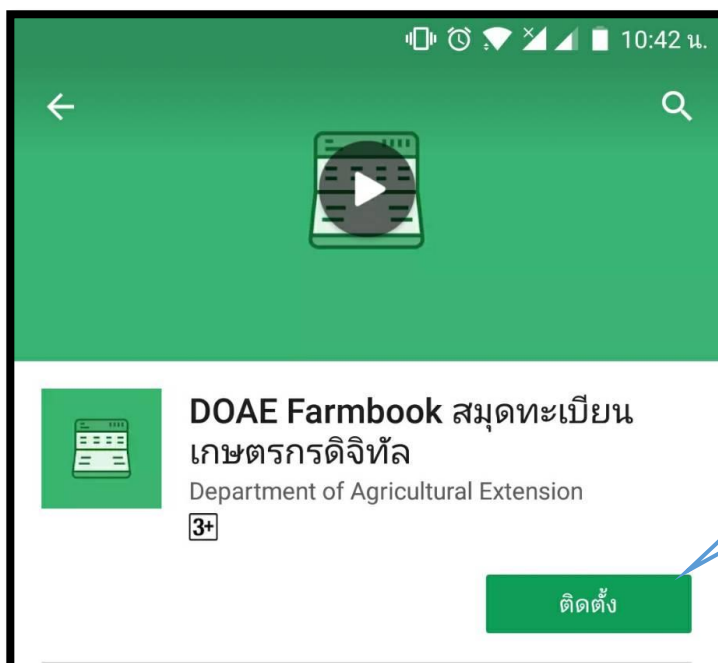 10:42 น.
DOAE Farmbook สมุดทะเบียน
เกษตรกรดิจิทัล
Department of Agricultural Extension
3+
ติดตั้ง